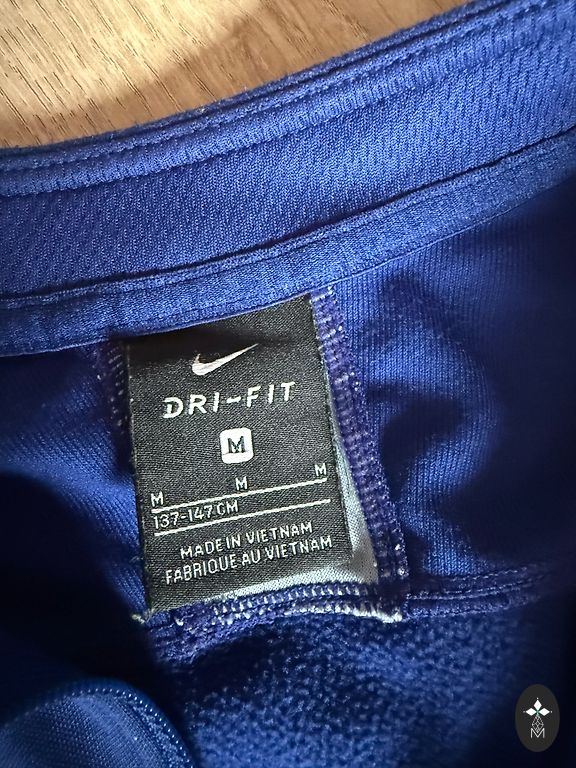 DRI-FIT
M
M M M
137-147 CM
MADE IN VIETNAM
FABRIQUE AU VIETNAM
M